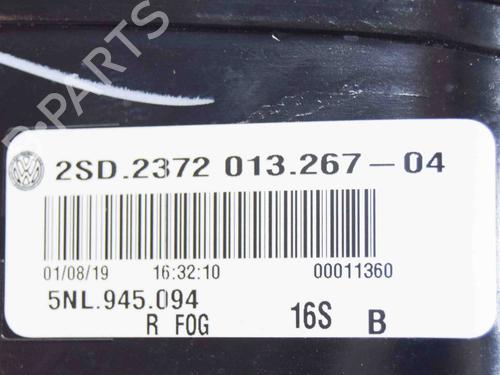 B-PARTS
2SD.2372 013.267-04
01/08/19 16:32:10 00011360
5NL.945.094
R FOG 16S B